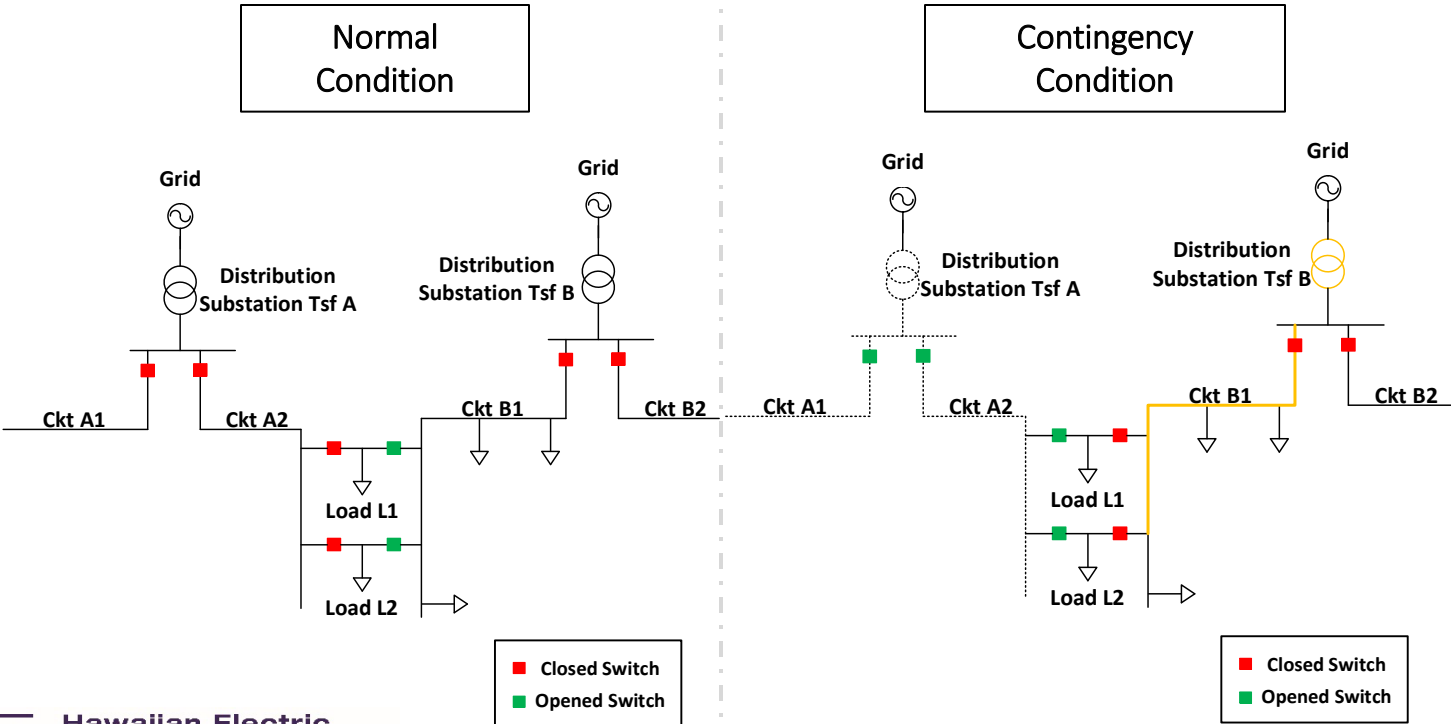 Normal
Condition
Contingency
Condition
Grid
Distribution
Substation Tsf A
Grid
Distribution
Substation Tsf B
Ckt A1
Ckt A2
Ckt B1
Ckt B2
Load L1
Load L2
Closed Switch
Opened Switch
Grid
Distribution
Substation Tsf A
Grid
Distribution
Substation Tsf B
Ckt A1
Ckt A2
Ckt B1
Ckt B2
Load L1
Load L2
Closed Switch
Opened Switch
Hawaiian Electric